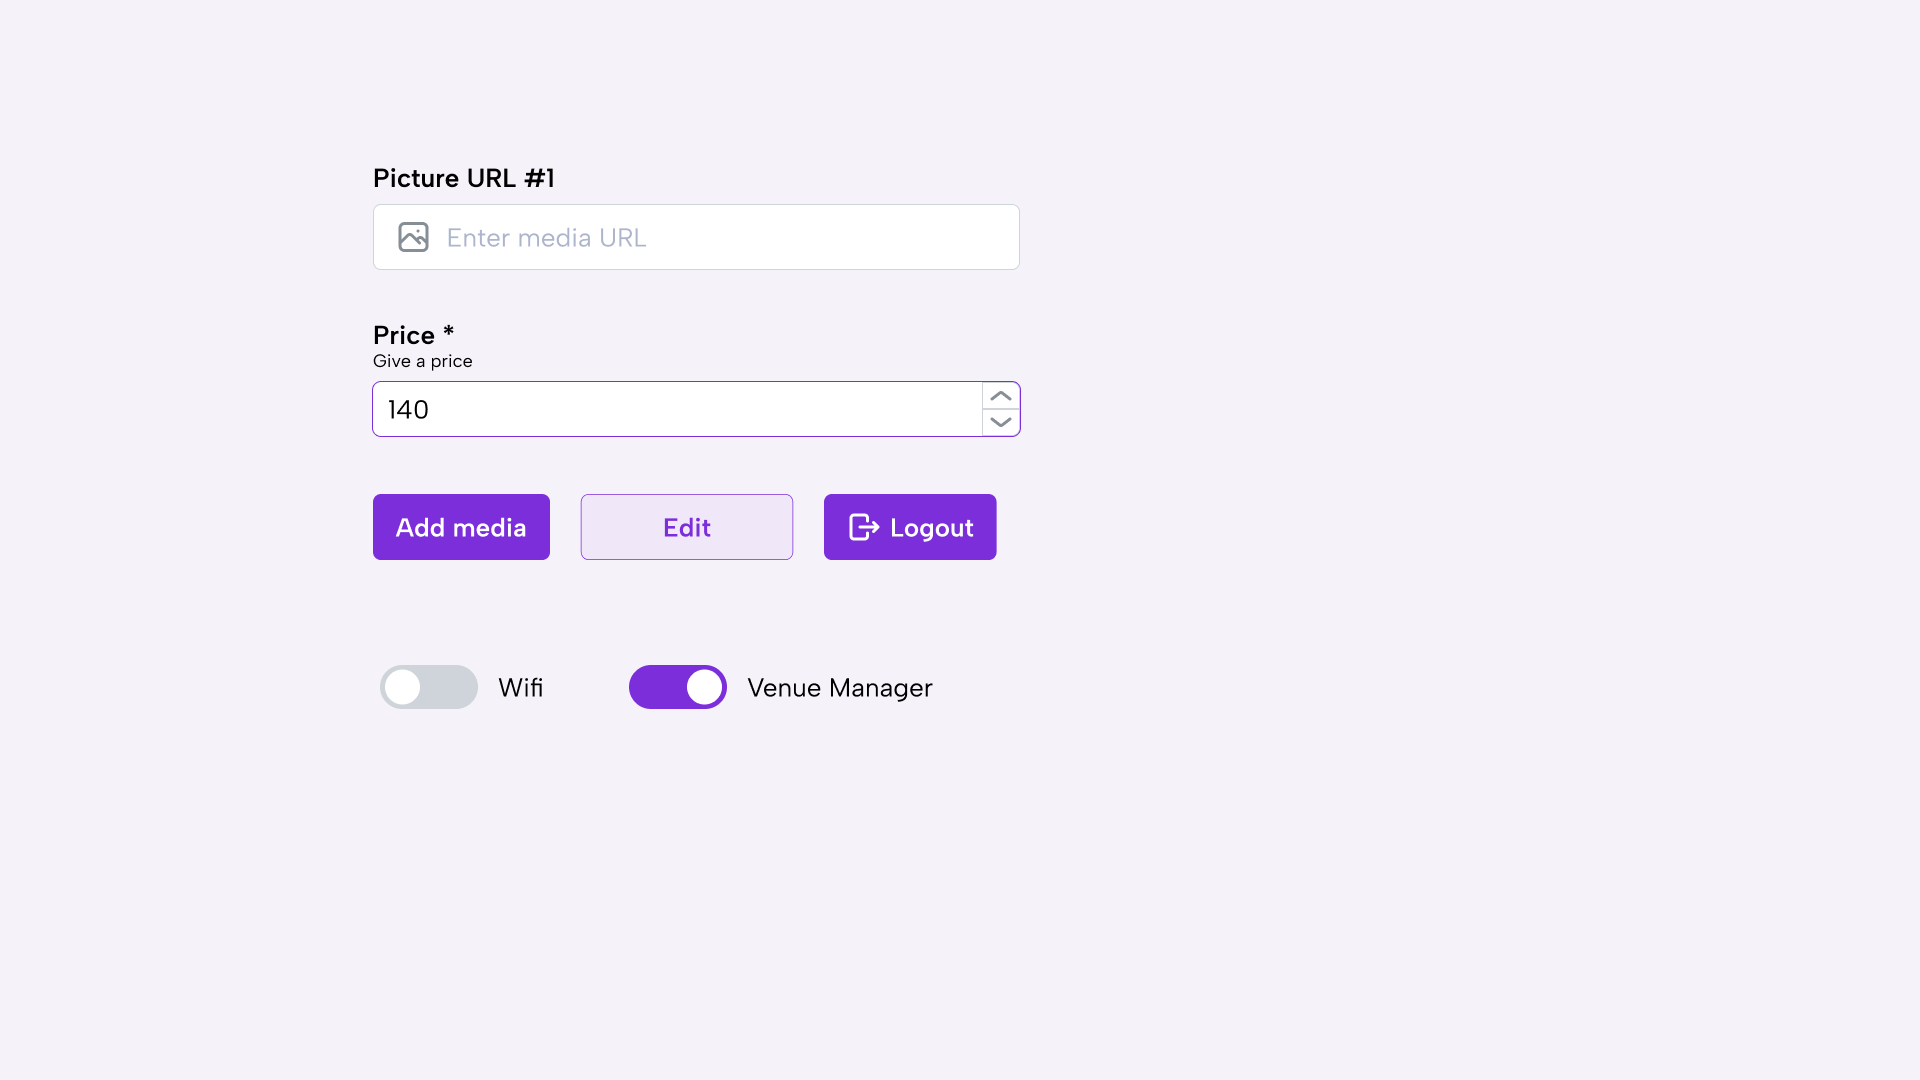 Picture URL #1
Enter media URL
Price *
Give a price
140
Add media
Edit
Logout
Wifi
Venue Manager